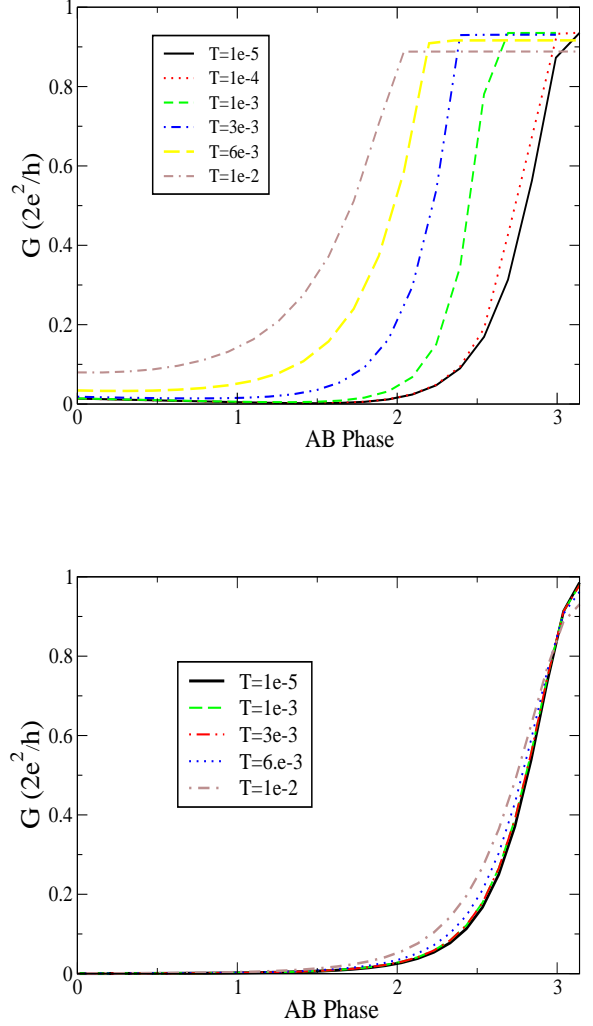 1
0.8
0.6
0.4
0.2
0
G (2e²/h)
T=1e-5
T=1e-4
T=1e-3
T=3e-3
T=6e-3
T=1e-2
0 1 2 3
AB Phase
1
0.8
0.6
0.4
0.2
0
G (2e²/h)
T=1e-5
T=1e-3
T=3e-3
T=6.e-3
T=1e-2
0 1 2 3
AB Phase